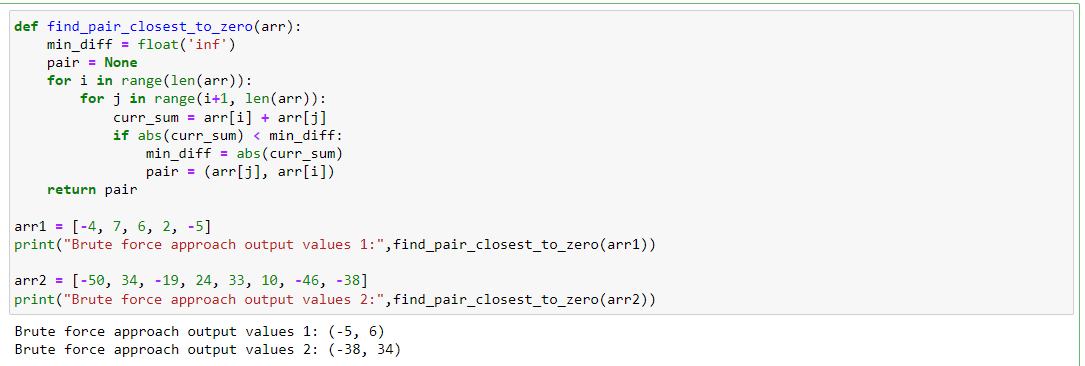 def find_pair_closest_to_zero(arr):
    min_diff = float('inf')
    pair = None
    for i in range(len(arr)):
        for j in range(i+1, len(arr)):
            curr_sum = arr[i] + arr[j]
            if abs(curr_sum) < min_diff:
                min_diff = abs(curr_sum)
                pair = (arr[j], arr[i])
    return pair

arr1 = [-4, 7, 6, 2, -5]
print("Brute force approach output values 1:",find_pair_closest_to_zero(arr1))

arr2 = [-50, 34, -19, 24, 33, 10, -46, -38]
print("Brute force approach output values 2:",find_pair_closest_to_zero(arr2))

Brute force approach output values 1: (-5, 6)
Brute force approach output values 2: (-38, 34)